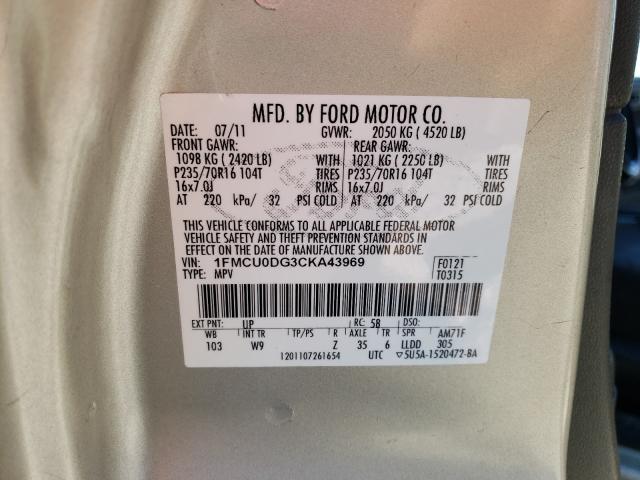 MFD. BY FORD MOTOR CO.
DATE: 07/11 GVWR: 2050 KG ( 4520 LB)
FRONT GAWR: REAR GAWR:
1098 KG ( 2420 LB) WITH 1021 KG ( 2250 LB) WITH
P235/70R16 104T TIRES P235/70R16 104T TIRES
16x7.0J RIMS 16x7.0J RIMS
AT 220 kPa/ 32 PSI COLD AT 220 kPa/ 32 PSI COLD
THIS VEHICLE CONFORMS TO ALL APPLICABLE FEDERAL MOTOR
VEHICLE SAFETY AND THEFT PREVENTION STANDARDS IN
EFFECT ON THE DATE OF MANUFACTURE SHOWN ABOVE.
VIN: 1FMCU0DG3CKA43969 F0121
TYPE: MPV T0315
EXT PNT: UP RC: 58 DSO:
WB INT TR TP/PS R AXLE TR SPR AM71F
103 W9 Z 35 6 LLDD 305
1201107261654 UTC ▽5U5A-1520472-BA